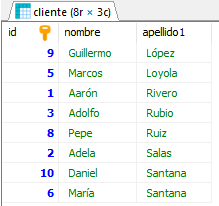 cliente (8r × 3c)
id nombre apellido1
9 Guillermo López
5 Marcos Loyola
1 Aarón Rivero
3 Adolfo Rubio
8 Pepe Ruiz
2 Adela Salas
10 Daniel Santana
6 María Santana